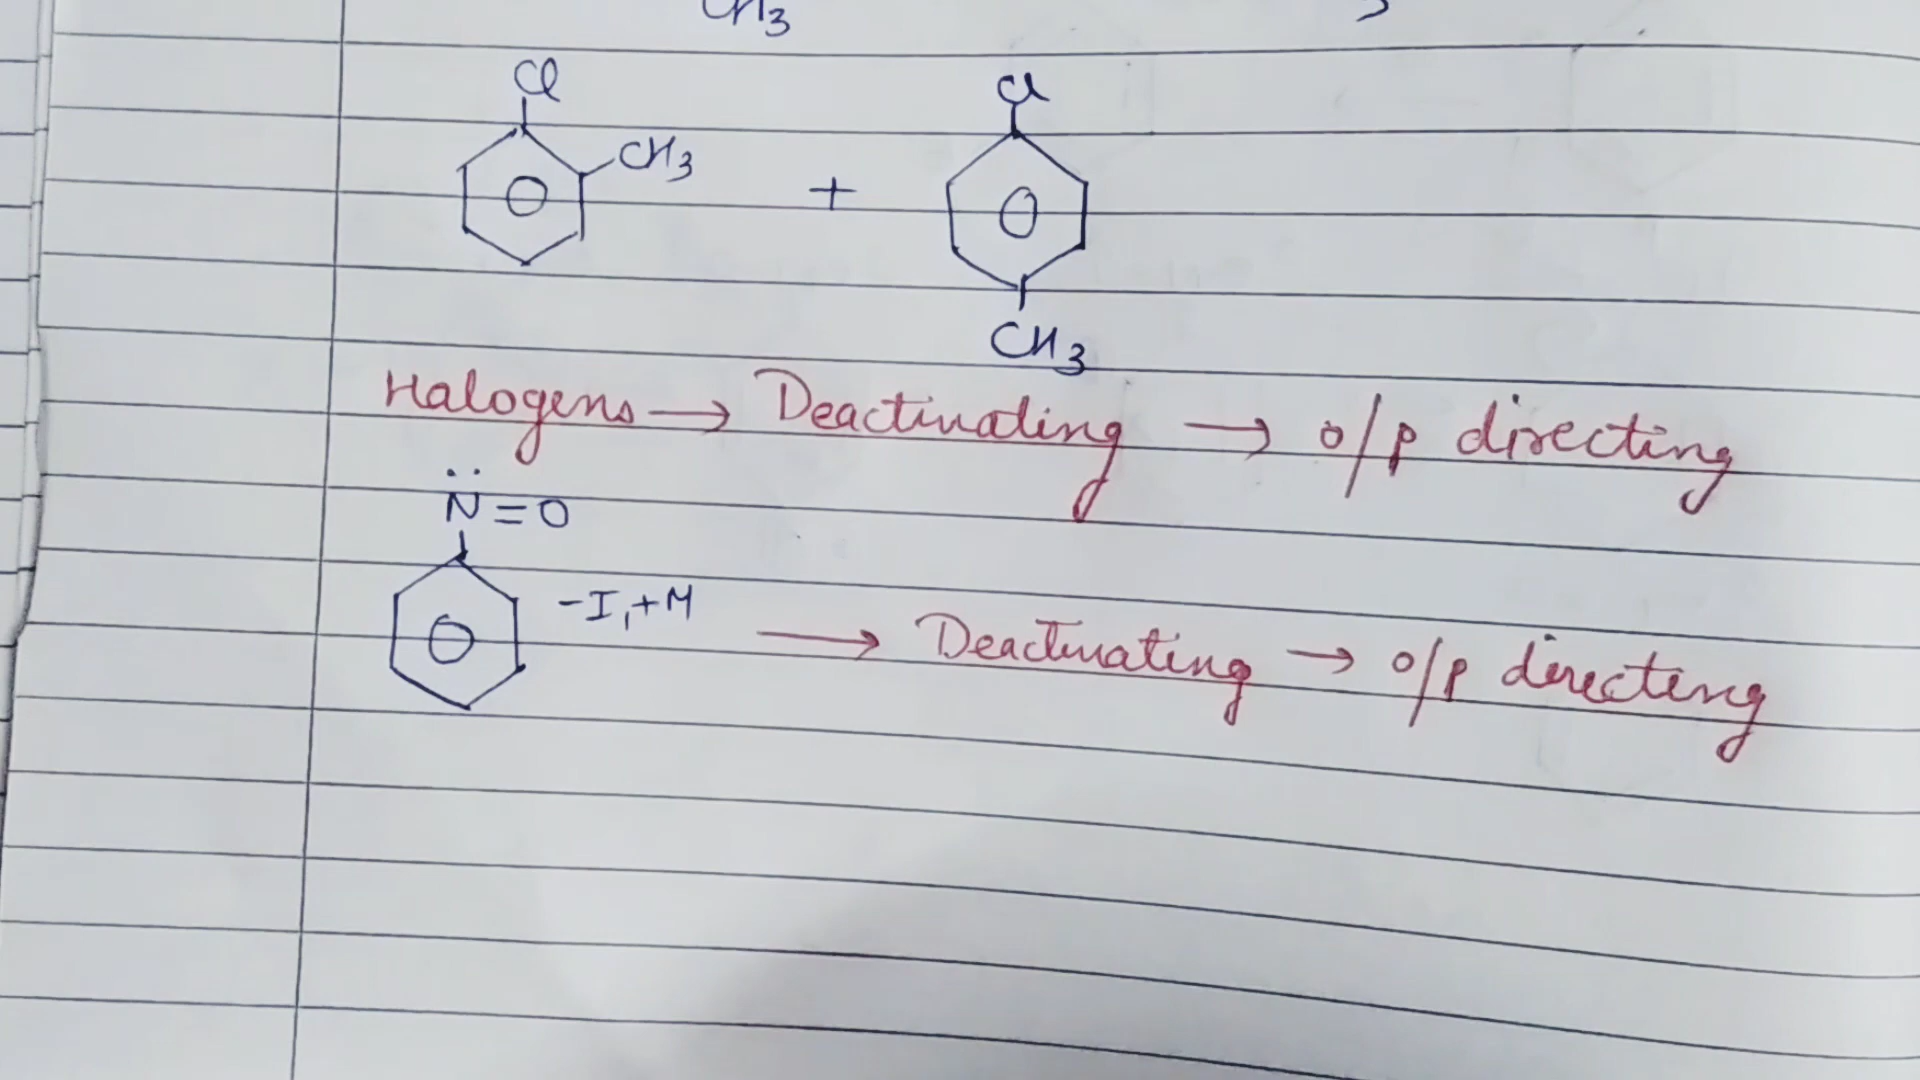 CH3
Cl
Cl
CH3
+
CH3
Halogens → Deactivating → o/p directing
N̈=O
-I, +M → Deactivating → o/p directing